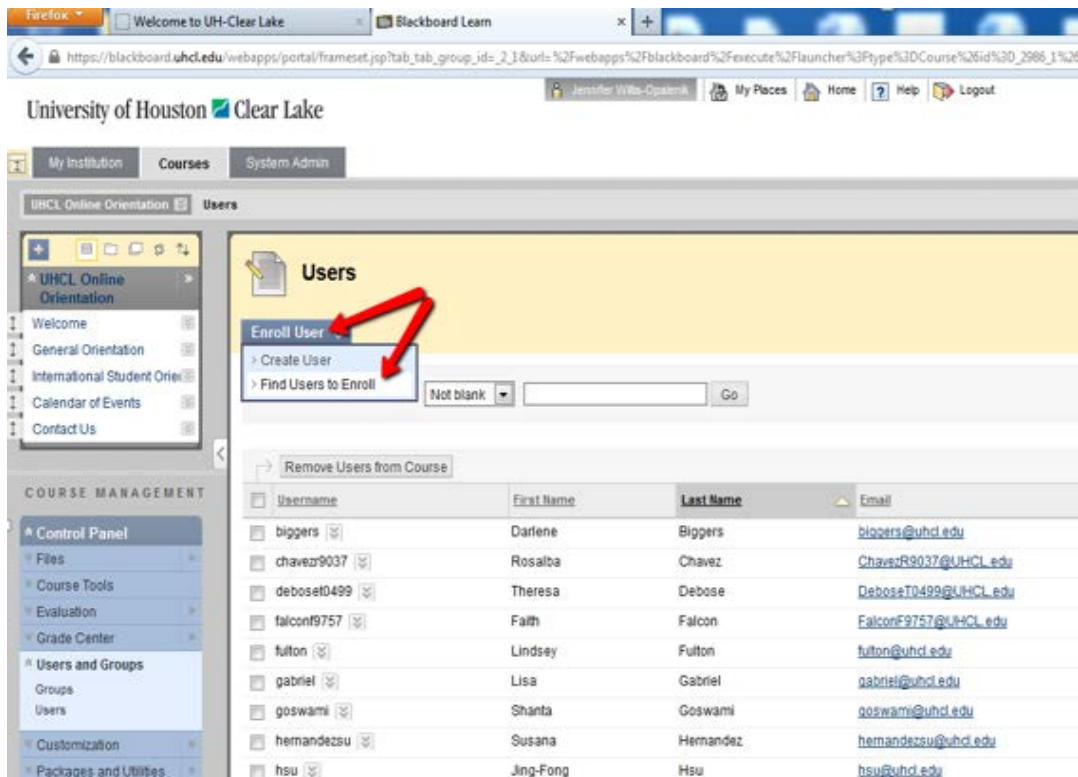 Firefox
Welcome to UH-Clear Lake × Blackboard Learn × +
https://blackboard.uhcl.edu/webapps/portal/frameset.jsp?tab_tab_group_id=_2_1&url=%2Fwebapps%2Fblackboard%2Fexecute%2Flauncher%3Ftype%3DCourse%26id%3D_2986_1%26
University of Houston Clear Lake
My Places Home ? Help Logout
My Institution Courses System Admin
UHCL Online Orientation Users
UHCL Online
Orientation
Welcome
General Orientation
International Student Orie
Calendar of Events
Contact Us
COURSE MANAGEMENT
Control Panel
Files
Course Tools
Evaluation
Grade Center
Users and Groups
Groups
Users
Customization
Packages and Utilities
Users
Enroll User
> Create User
> Find Users to Enroll
Not blank Go
Remove Users from Course
Username First Name Last Name Email
biggers Darlene Biggers biggers@uhcl.edu
chavezr9037 Rosalba Chavez ChavezR9037@UHCL.edu
deboset0499 Theresa Debose DeboseT0499@UHCL.edu
falconf9757 Faith Falcon FalconF9757@UHCL.edu
fulton Lindsey Fulton fulton@uhcl.edu
gabriel Lisa Gabriel gabriel@uhcl.edu
goswami Shanta Goswami goswami@uhcl.edu
hernandezsu Susana Hernandez hernandezsu@uhcl.edu
hsu Jing-Fong Hsu hsu@uhcl.edu